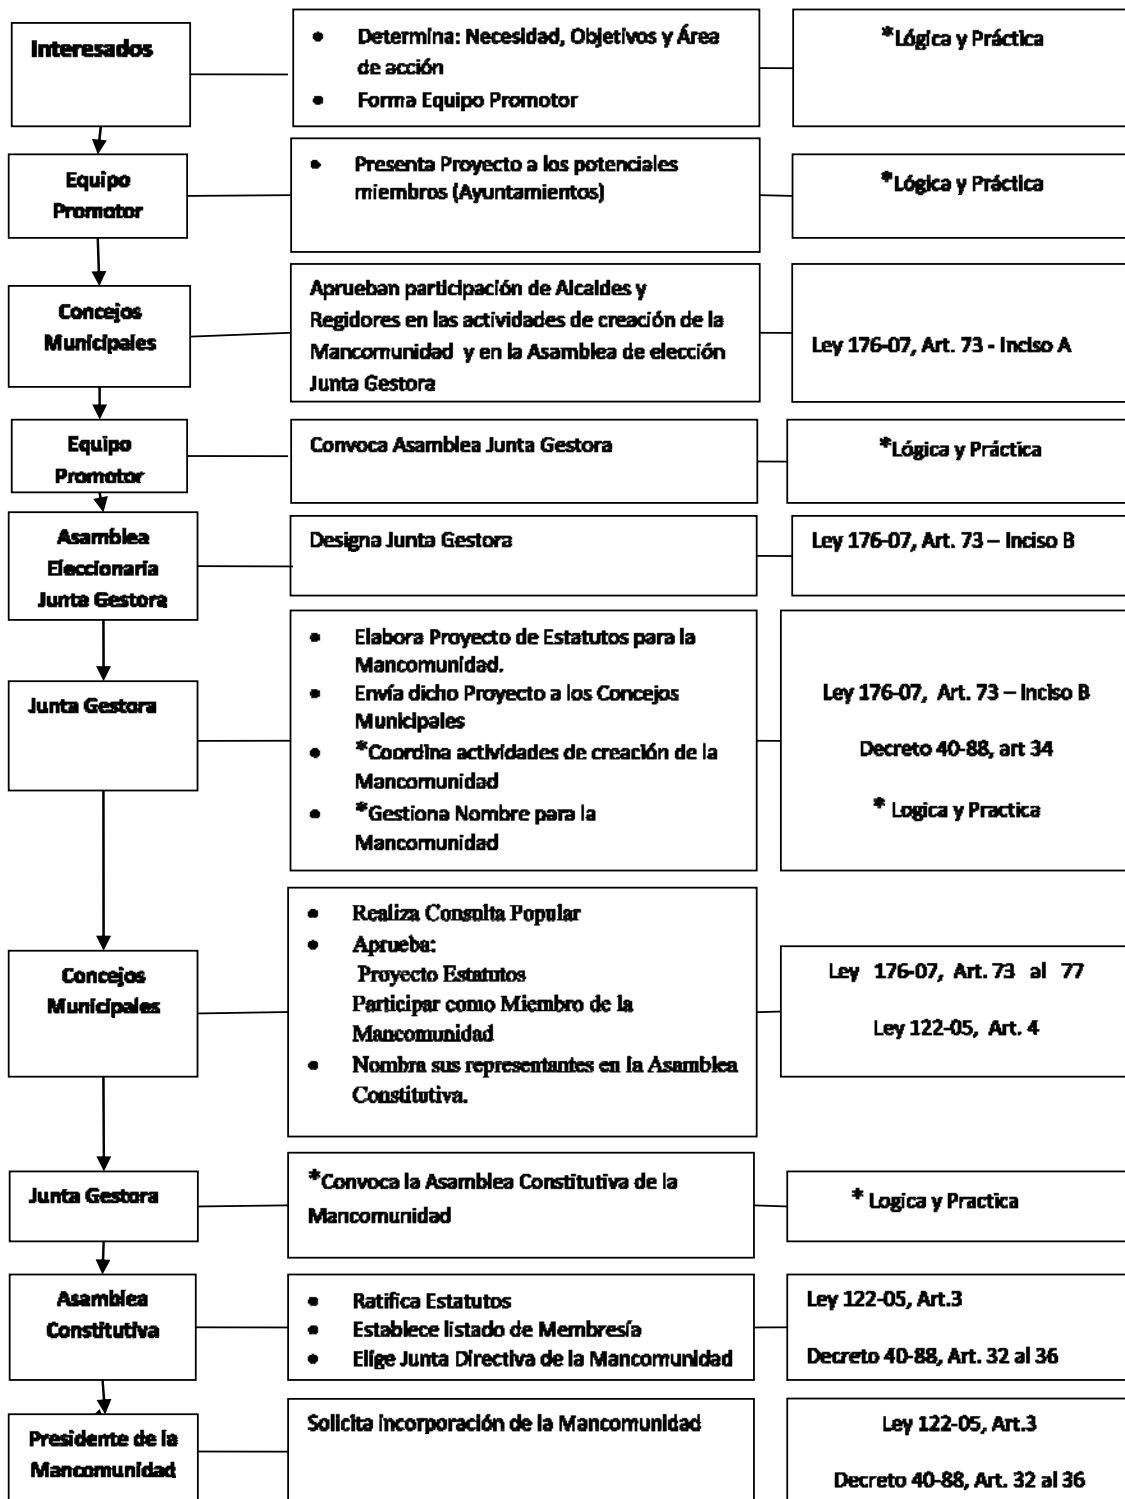 Interesados
• Determina: Necesidad, Objetivos y Área
de acción
• Forma Equipo Promotor
*Lógica y Práctica
Equipo
Promotor
• Presenta Proyecto a los potenciales
miembros (Ayuntamientos)
*Lógica y Práctica
Concejos
Municipales
Aprueban participación de Alcaldes y
Regidores en las actividades de creación de la
Mancomunidad y en la Asamblea de elección
Junta Gestora
Ley 176-07, Art. 73 - Inciso A
Equipo
Promotor
Convoca Asamblea Junta Gestora
*Lógica y Práctica
Asamblea
Eleccionaría
Junta Gestora
Designa Junta Gestora
Ley 176-07, Art. 73 – Inciso B
Junta Gestora
• Elabora Proyecto de Estatutos para la
Mancomunidad.
• Envía dicho Proyecto a los Concejos
Municipales
• *Coordina actividades de creación de la
Mancomunidad
• *Gestiona Nombre para la
Mancomunidad
Ley 176-07, Art. 73 – Inciso B
Decreto 40-88, art 34
* Logica y Practica
Concejos
Municipales
• Realiza Consulta Popular
• Aprueba:
Proyecto Estatutos
Participar como Miembro de la
Mancomunidad
• Nombra sus representantes en la Asamblea
Constitutiva.
Ley 176-07, Art. 73 al 77
Ley 122-05, Art. 4
Junta Gestora
*Convoca la Asamblea Constitutiva de la
Mancomunidad
* Logica y Practica
Asamblea
Constitutiva
• Ratifica Estatutos
• Establece listado de Membresía
• Elíge Junta Directiva de la Mancomunidad
Ley 122-05, Art.3
Decreto 40-88, Art. 32 al 36
Presidente de la
Mancomunidad
Solicita incorporación de la Mancomunidad
Ley 122-05, Art.3
Decreto 40-88, Art. 32 al 36